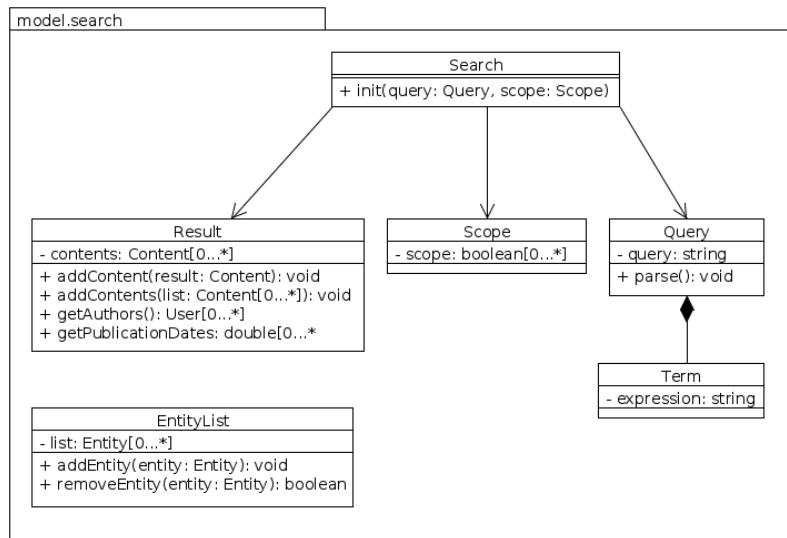 model.search
Search
+ init(query: Query, scope: Scope)
Result
- contents: Content[0...*]
+ addContent(result: Content): void
+ addContents(list: Content[0...*]): void
+ getAuthors(): User[0...*]
+ getPublicationDates: double[0...*
Scope
- scope: boolean[0...*]
Query
- query: string
+ parse(): void
Term
- expression: string
EntityList
- list: Entity[0...*]
+ addEntity(entity: Entity): void
+ removeEntity(entity: Entity): boolean